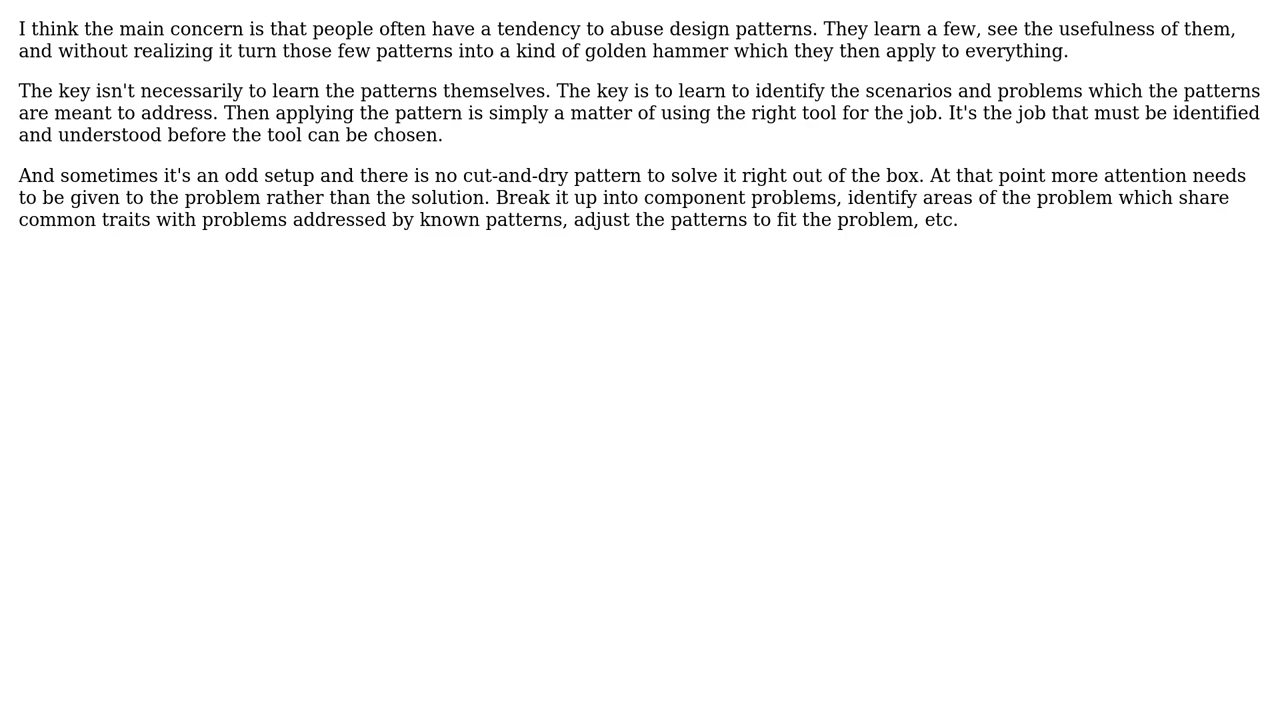 I think the main concern is that people often have a tendency to abuse design patterns. They learn a few, see the usefulness of them,
and without realizing it turn those few patterns into a kind of golden hammer which they then apply to everything.
The key isn't necessarily to learn the patterns themselves. The key is to learn to identify the scenarios and problems which the patterns
are meant to address. Then applying the pattern is simply a matter of using the right tool for the job. It's the job that must be identified
and understood before the tool can be chosen.
And sometimes it's an odd setup and there is no cut-and-dry pattern to solve it right out of the box. At that point more attention needs
to be given to the problem rather than the solution. Break it up into component problems, identify areas of the problem which share
common traits with problems addressed by known patterns, adjust the patterns to fit the problem, etc.